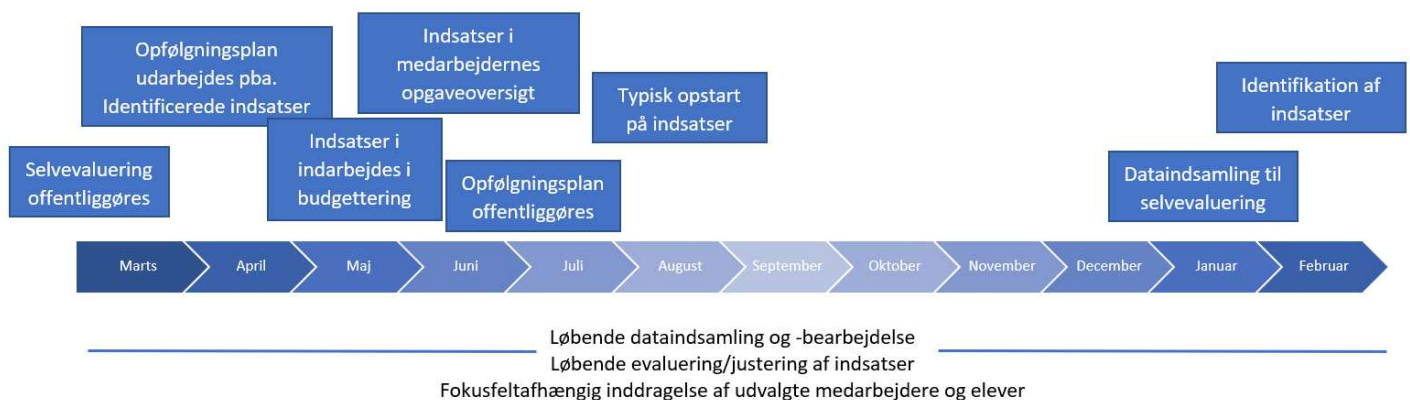 Selvevaluering
offentliggøres
Opfølgningsplan
udarbejdes pba.
Identificerede indsatser
Indsatser i
indarbejdes i
budgettering
Indsatser i
medarbejdernes
opgaveoversigt
Opfølgningsplan
offentliggøres
Typisk opstart
på indsatser
Dataindsamling til
selvevaluering
Identifikation af
indsatser
Marts
April
Maj
Juni
Juli
August
September
Oktober
November
December
Januar
Februar
Løbende dataindsamling og -bearbejdelse
Løbende evaluering/justering af indsatser
Fokusfeltafhængig inddragelse af udvalgte medarbejdere og elever